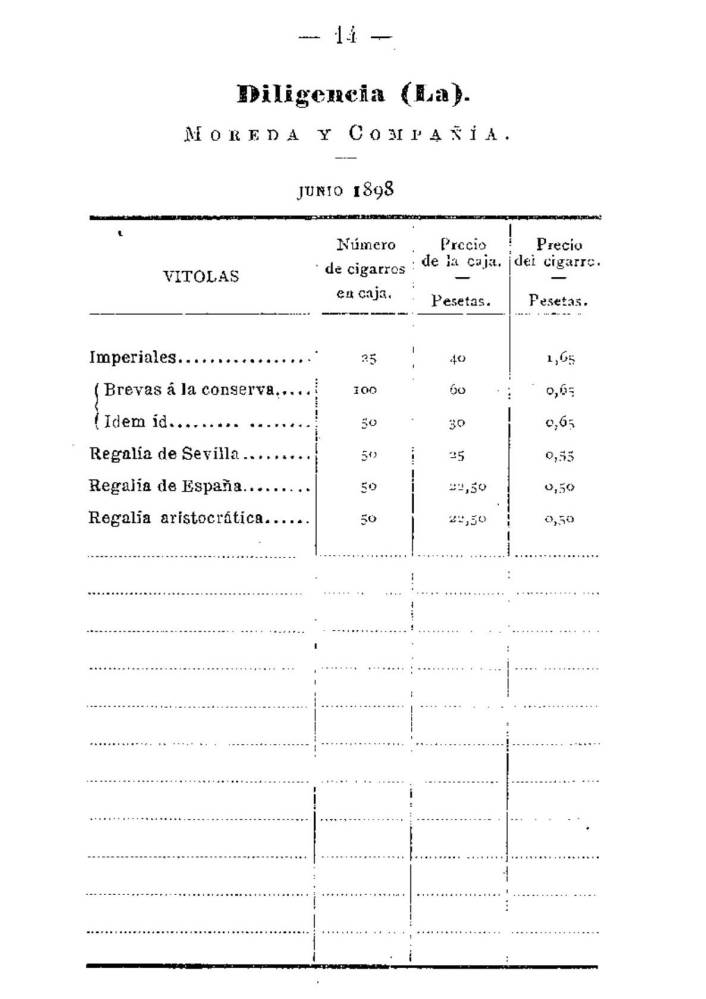 — 14 —
Diligencia (La).
MOREDA Y COMPAÑÍA.
JUNIO 1898
VITOLAS
Número
de cigarros
en caja.
Precio
de la caja.
—
Pesetas.
Precio
del cigarro.
—
Pesetas.
Imperiales................. 25 40 1,65
Brevas á la conserva..... 100 60 0,65
Idem íd......... ........ 50 30 0,65
Regalía de Sevilla......... 50 25 0,55
Regalía de España......... 50 22,50 0,50
Regalía aristocrática...... 50 22,50 0,50